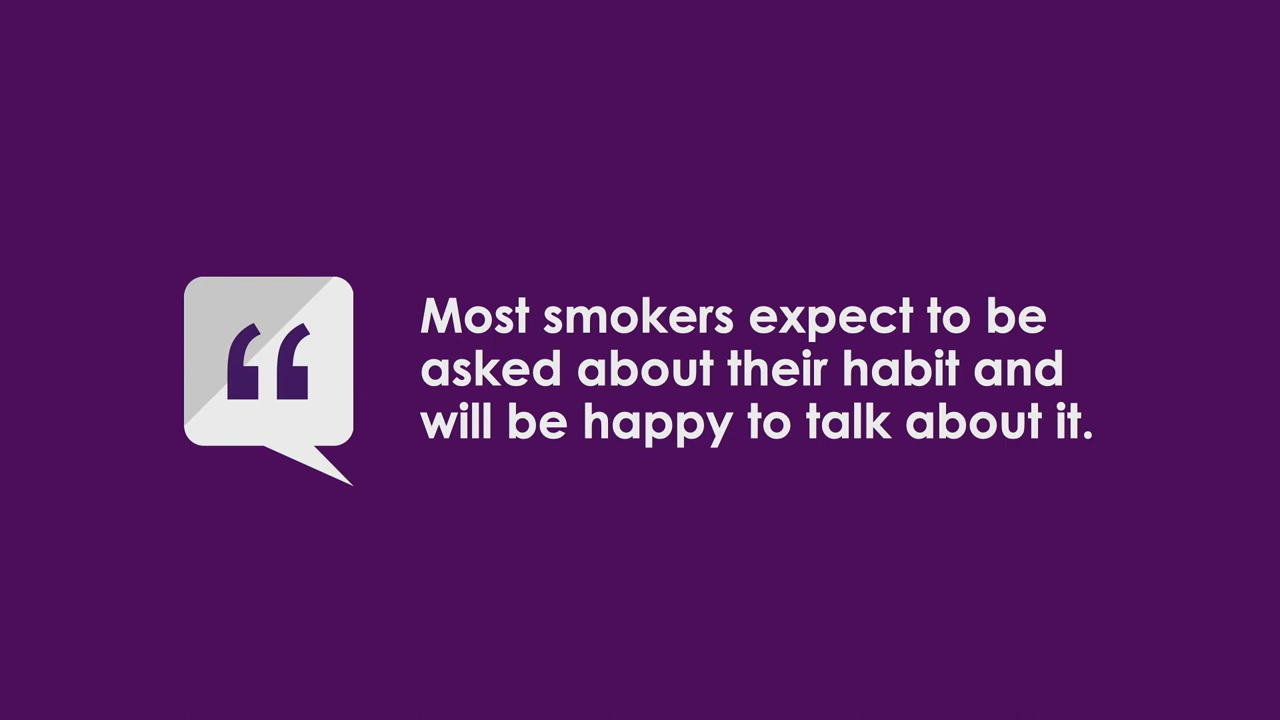 Most smokers expect to be
asked about their habit and
will be happy to talk about it.